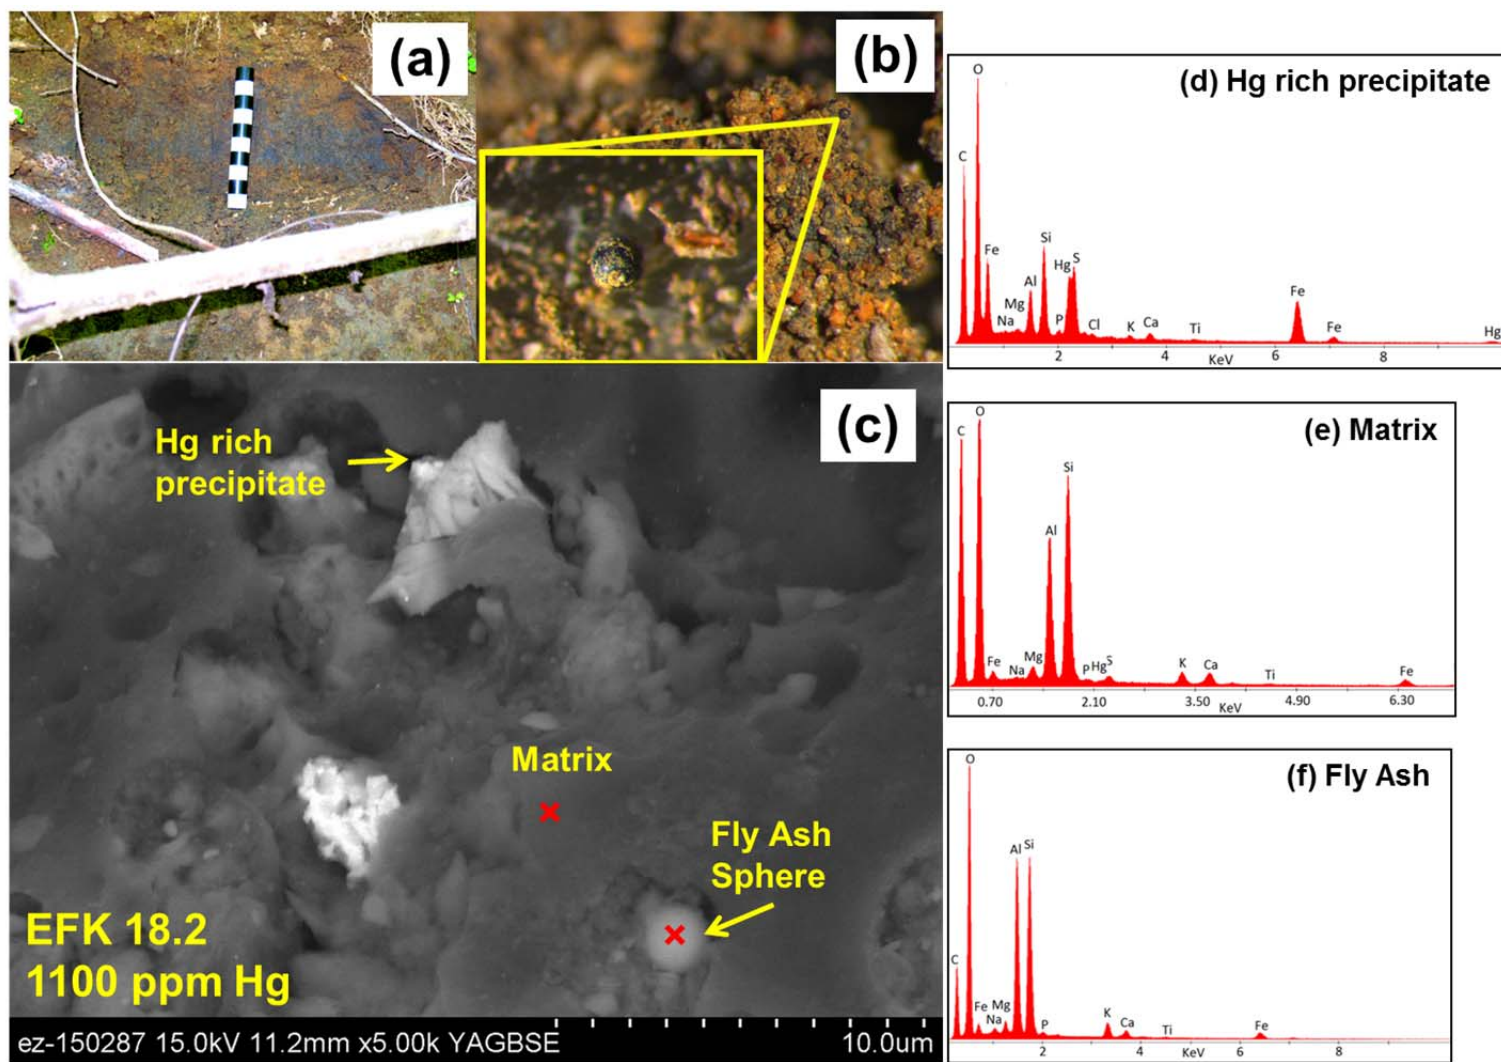 (a)
(b)
(c)
Hg rich
precipitate
Matrix
Fly Ash
Sphere
EFK 18.2
1100 ppm Hg
ez-150287 15.0kV 11.2mm x5.00k YAGBSE
10.0um
(d) Hg rich precipitate
C
O
Fe
Na
Mg
Al
Si
P
Hg
S
Cl
K
Ca
Ti
Fe
Fe
Hg
2
4
6
8
KeV
(e) Matrix
C
O
Fe
Na
Mg
Al
Si
P
Hg
S
K
Ca
Ti
Fe
0.70
2.10
3.50
4.90
6.30
KeV
(f) Fly Ash
C
O
Fe
Na
Mg
Al
Si
P
K
Ca
Ti
Fe
2
4
6
8
KeV